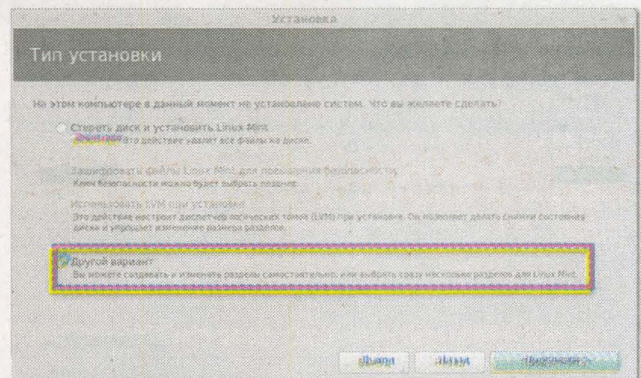 Установка
Тип установки
На этом компьютере в данный момент не установлено систем. Что вы желаете сделать?
Стереть диск и установить Linux Mint
это действие удалит все файлы на диске.
Зашифровать файлы Linux Mint для повышения безопасности
Ключ безопасности можно будет выбрать позднее.
Использовать LVM при установке
Это действие настроит диспетчер логических томов (LVM) при установке. Он позволяет делать снимки состояния
диска и упрощает изменение размера разделов.
Другой вариант
Вы можете создавать и изменять разделы самостоятельно, или выбрать сразу несколько разделов для Linux Mint.
Выход Назад